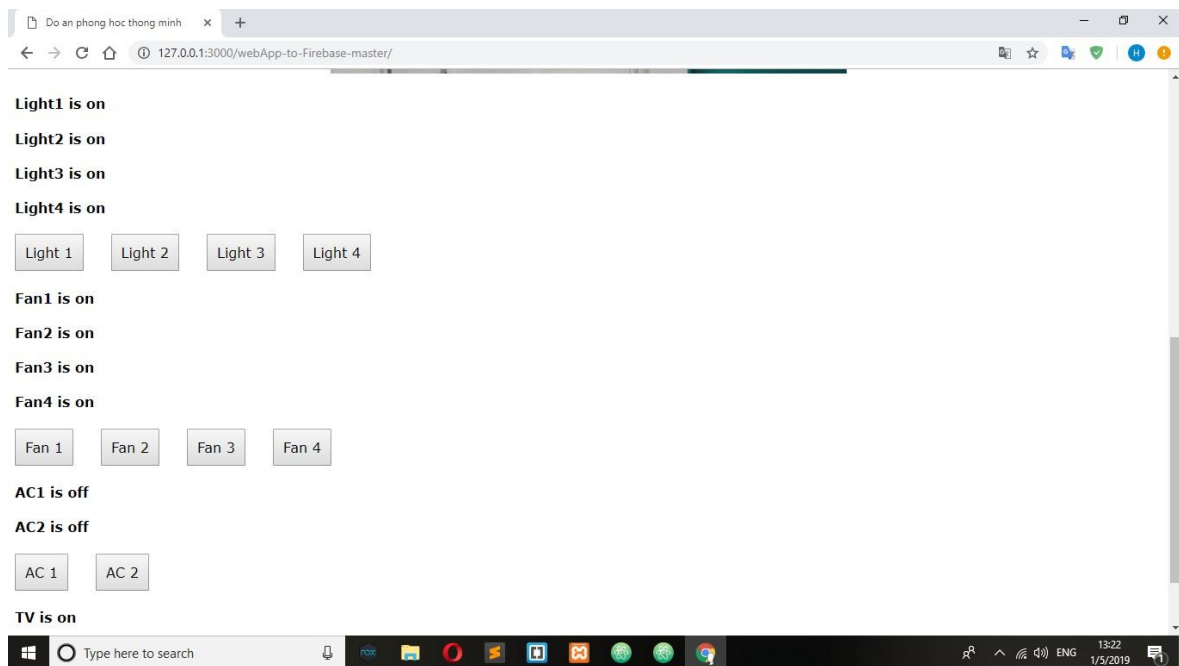 Do an phong hoc thong minh
127.0.0.1:3000/webApp-to-Firebase-master/
H
Light1 is on
Light2 is on
Light3 is on
Light4 is on
Light 1 Light 2 Light 3 Light 4
Fan1 is on
Fan2 is on
Fan3 is on
Fan4 is on
Fan 1 Fan 2 Fan 3 Fan 4
AC1 is off
AC2 is off
AC 1 AC 2
TV is on
Type here to search
nox
ENG
13:22
1/5/2019